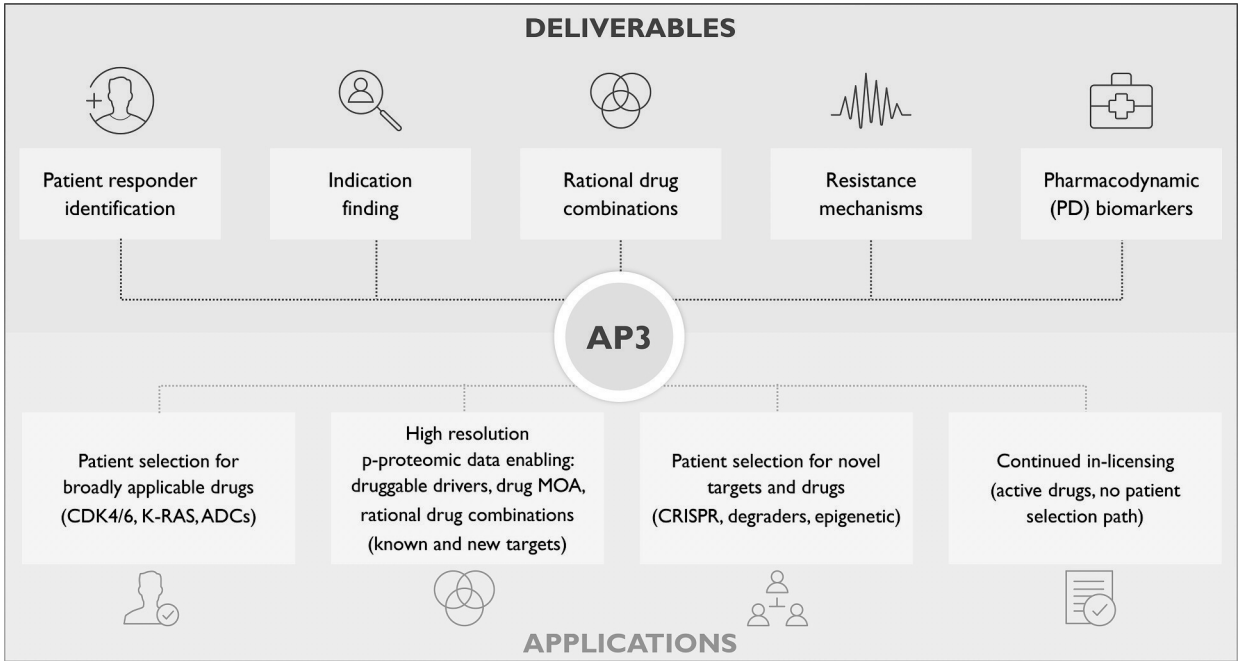 DELIVERABLES
Patient responder
identification
Indication
finding
Rational drug
combinations
Resistance
mechanisms
Pharmacodynamic
(PD) biomarkers
AP3
Patient selection for
broadly applicable drugs
(CDK4/6, K-RAS, ADCs)
High resolution
p-proteomic data enabling:
druggable drivers, drug MOA,
rational drug combinations
(known and new targets)
Patient selection for novel
targets and drugs
(CRISPR, degraders, epigenetic)
Continued in-licensing
(active drugs, no patient
selection path)
APPLICATIONS